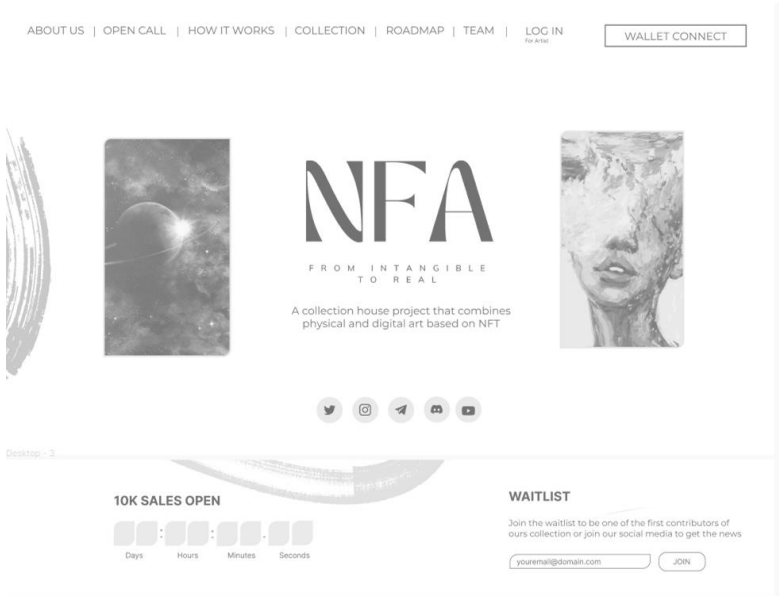 ABOUT US | OPEN CALL | HOW IT WORKS | COLLECTION | ROADMAP | TEAM | LOG IN
For Artist
WALLET CONNECT
NFA
FROM INTANGIBLE
TO REAL
A collection house project that combines
physical and digital art based on NFT
Desktop - 3
10K SALES OPEN
: : .
Days Hours Minutes Seconds
WAITLIST
Join the waitlist to be one of the first contributors of
ours collection or join our social media to get the news
youremail@domain.com
JOIN